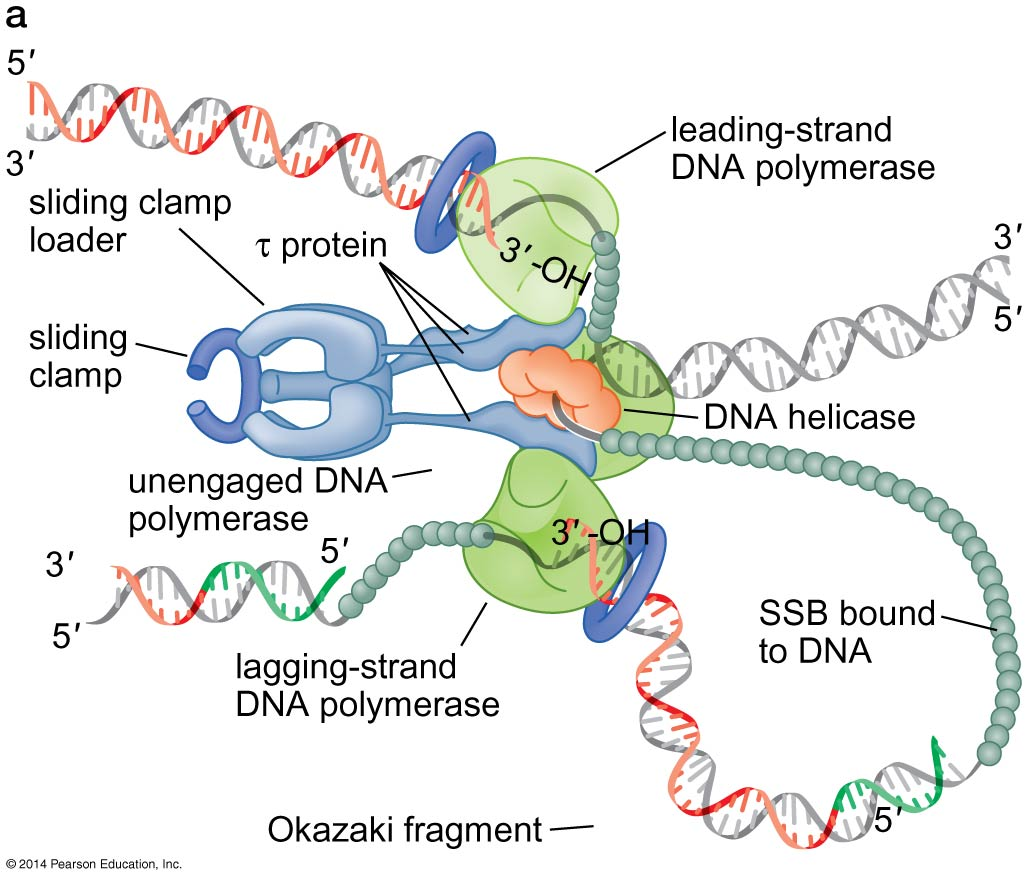 a
5′
3′
leading-strand
DNA polymerase
sliding clamp
loader
τ protein
3′-OH
3′
5′
sliding
clamp
DNA helicase
unengaged DNA
polymerase
3′
5′
5′
3′-OH
SSB bound
to DNA
lagging-strand
DNA polymerase
5′
Okazaki fragment
© 2014 Pearson Education, Inc.